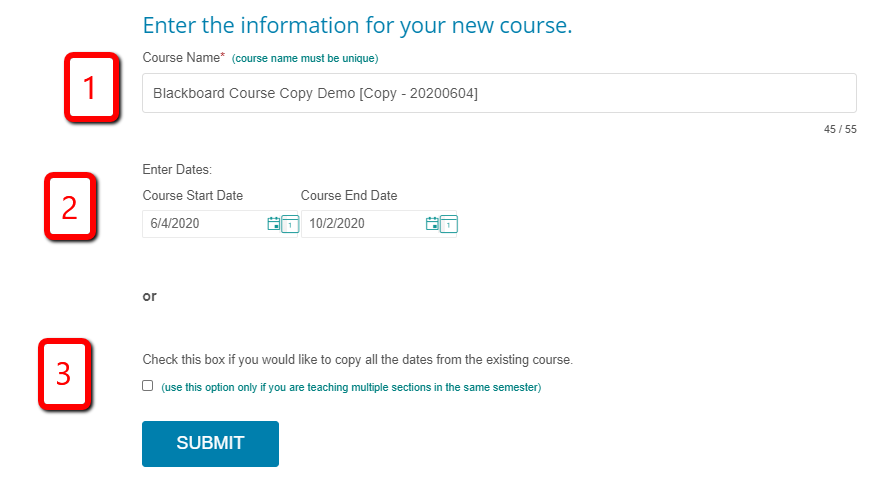 Enter the information for your new course.
1
Course Name* (course name must be unique)
Blackboard Course Copy Demo [Copy - 20200604]
45 / 55
Enter Dates:
2
Course Start Date Course End Date
6/4/2020 1 10/2/2020 1
or
3
Check this box if you would like to copy all the dates from the existing course.
(use this option only if you are teaching multiple sections in the same semester)
SUBMIT